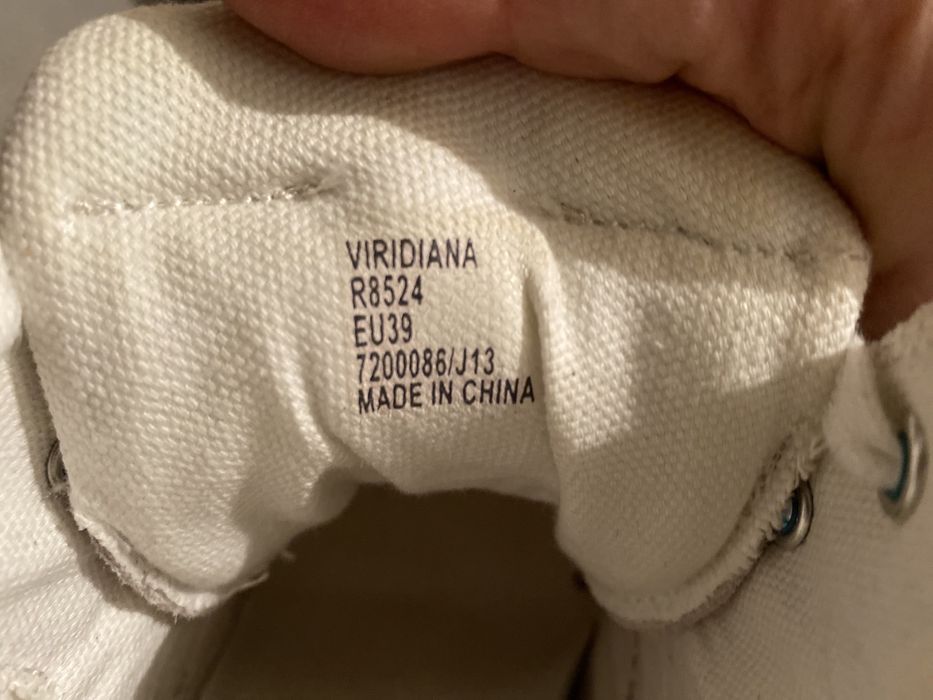 VIRIDIANA
R8524
EU39
7200086/J13
MADE IN CHINA